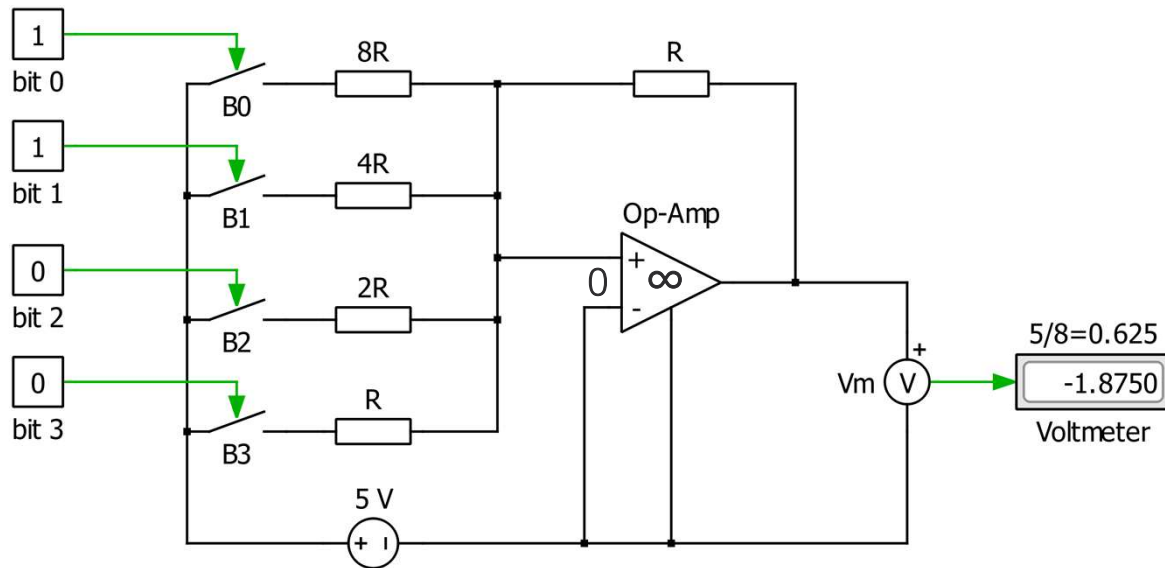 1
bit 0
B0
8R
R
1
bit 1
B1
4R
Op-Amp
0
bit 2
B2
2R
+
0
∞
-
0
bit 3
B3
R
5 V
+
-
Vm
+
V
5/8=0.625
-1.8750
Voltmeter